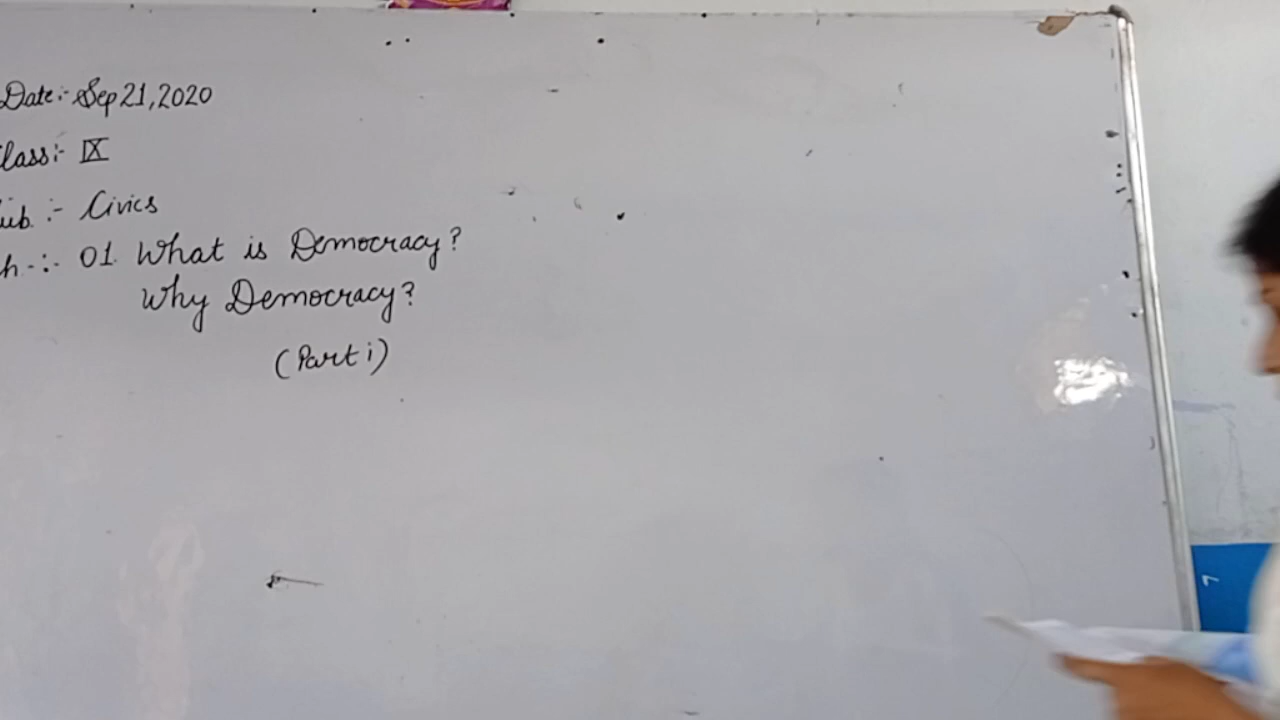 Date:- Sep 21, 2020
lass:- IX
ub. :- Civics
h -:- 01. What is Democracy?
Why Democracy?
(Part i)